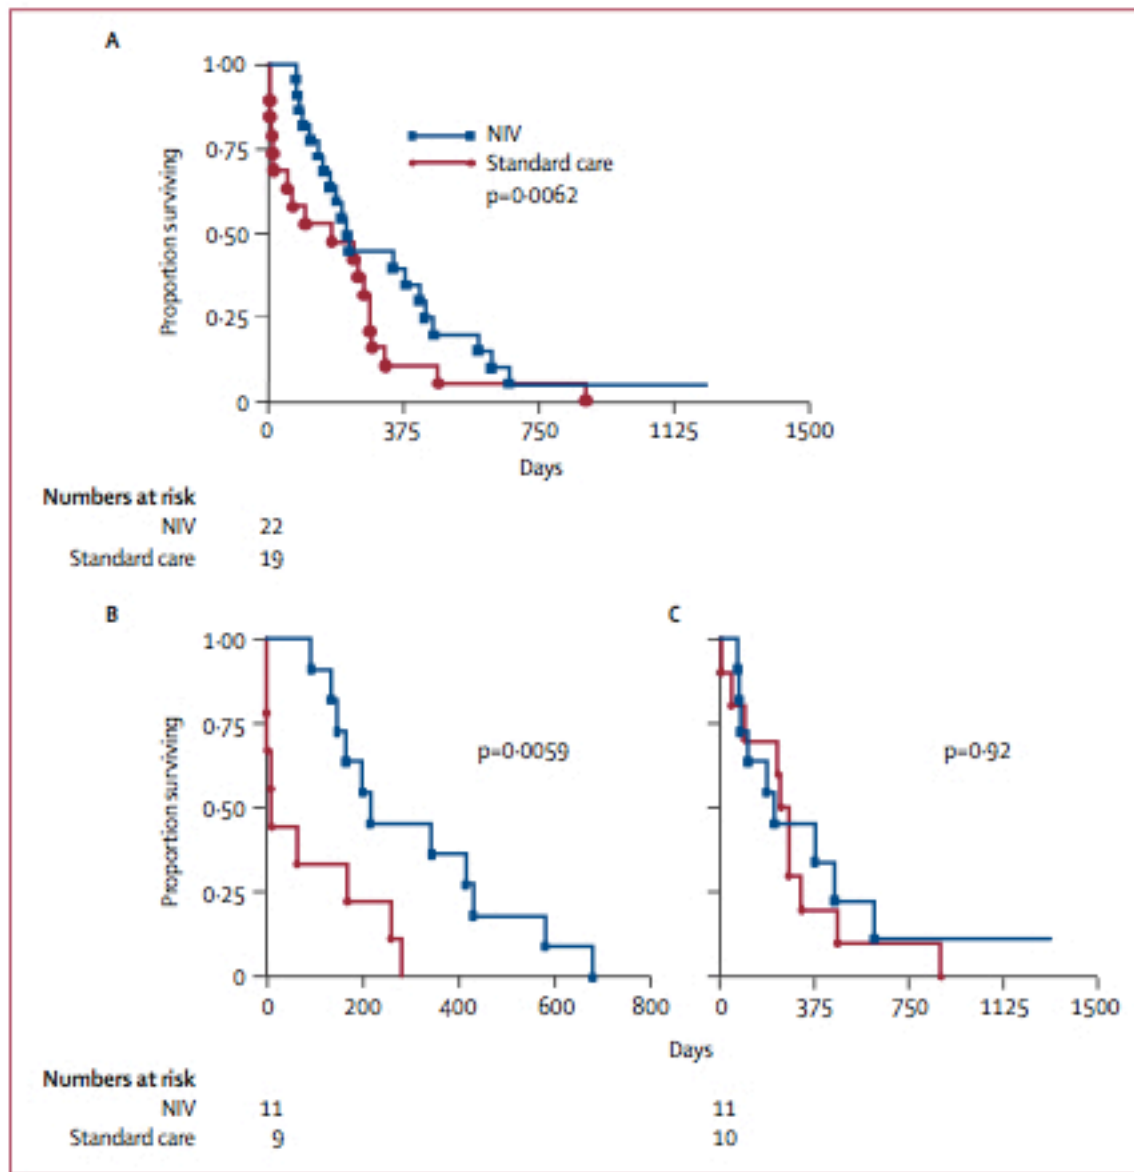 A
1·00
0·75
0·50
0·25
0
Proportion surviving
NIV
Standard care
p=0·0062
0 375 750 1125 1500
Days
Numbers at risk
NIV 22
Standard care 19
B
1·00
0·75
0·50
0·25
0
Proportion surviving
p=0·0059
0 200 400 600 800
C
p=0·92
0 375 750 1125 1500
Days
Numbers at risk
NIV 11 11
Standard care 9 10